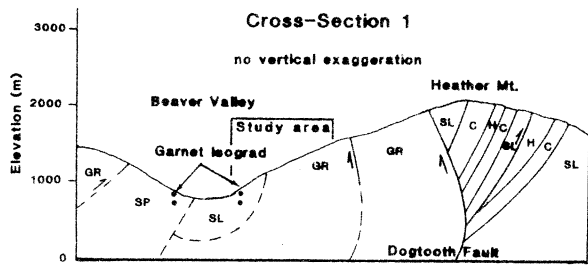 Cross-Section 1
3000
no vertical exaggeration
Heather Mt.
Beaver Valley
2000
Study area
SL
C
H
C
Elevation (m)
Garnet Isograd
GR
GR
SL
H
C
GR
SL
1000
SP
SL
0
Dogtooth Fault